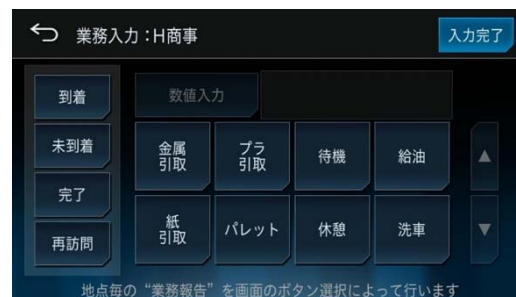 業務入力：H商事
入力完了
到着
未到着
完了
再訪問
数値入力
金属
引取
プラ
引取
待機
給油
▲
紙
引取
パレット
休憩
洗車
▼
地点毎の“業務報告”を画面のボタン選択によって行います